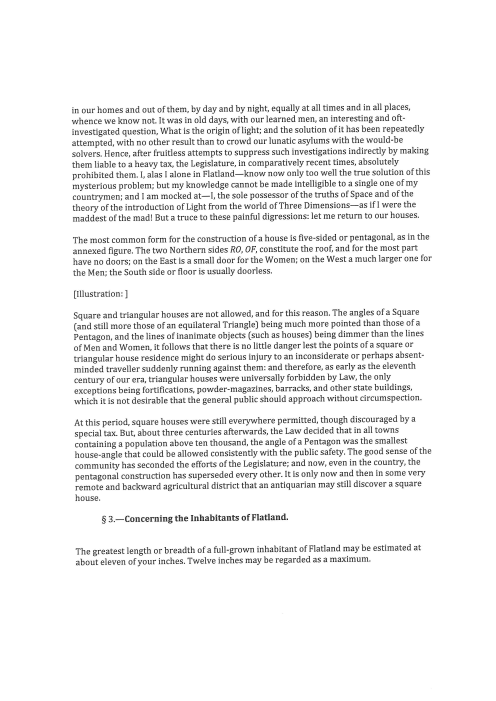 in our homes and out of them, by day and by night, equally at all times and in all places,
whence we know not. It was in old days, with our learned men, an interesting and oft-
investigated question, What is the origin of light; and the solution of it has been repeatedly
attempted, with no other result than to crowd our lunatic asylums with the would-be
solvers. Hence, after fruitless attempts to suppress such investigations indirectly by making
them liable to a heavy tax, the Legislature, in comparatively recent times, absolutely
prohibited them. I, alas I alone in Flatland—know now only too well the true solution of this
mysterious problem; but my knowledge cannot be made intelligible to a single one of my
countrymen; and I am mocked at—I, the sole possessor of the truths of Space and of the
theory of the introduction of Light from the world of Three Dimensions—as if I were the
maddest of the mad! But a truce to these painful digressions: let me return to our houses.
The most common form for the construction of a house is five-sided or pentagonal, as in the
annexed figure. The two Northern sides RO, OF, constitute the roof, and for the most part
have no doors; on the East is a small door for the Women; on the West a much larger one for
the Men; the South side or floor is usually doorless.
[Illustration: ]
Square and triangular houses are not allowed, and for this reason. The angles of a Square
(and still more those of an equilateral Triangle) being much more pointed than those of a
Pentagon, and the lines of inanimate objects (such as houses) being dimmer than the lines
of Men and Women, it follows that there is no little danger lest the points of a square or
triangular house residence might do serious injury to an inconsiderate or perhaps absent-
minded traveller suddenly running against them: and therefore, as early as the eleventh
century of our era, triangular houses were universally forbidden by Law, the only
exceptions being fortifications, powder-magazines, barracks, and other state buildings,
which it is not desirable that the general public should approach without circumspection.
At this period, square houses were still everywhere permitted, though discouraged by a
special tax. But, about three centuries afterwards, the Law decided that in all towns
containing a population above ten thousand, the angle of a Pentagon was the smallest
house-angle that could be allowed consistently with the public safety. The good sense of the
community has seconded the efforts of the Legislature; and now, even in the country, the
pentagonal construction has superseded every other. It is only now and then in some very
remote and backward agricultural district that an antiquarian may still discover a square
house.
§ 3.—Concerning the Inhabitants of Flatland.
The greatest length or breadth of a full-grown inhabitant of Flatland may be estimated at
about eleven of your inches. Twelve inches may be regarded as a maximum.